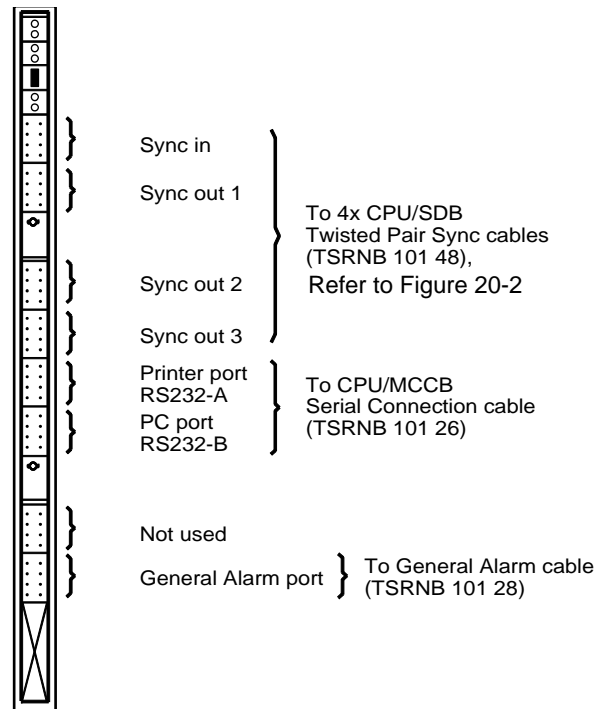 Sync in
Sync out 1
To 4x CPU/SDB
Twisted Pair Sync cables
(TSRNB 101 48),
Refer to Figure 20-2
Sync out 2
Sync out 3
Printer port
RS232-A
PC port
RS232-B
To CPU/MCCB
Serial Connection cable
(TSRNB 101 26)
Not used
General Alarm port
To General Alarm cable
(TSRNB 101 28)